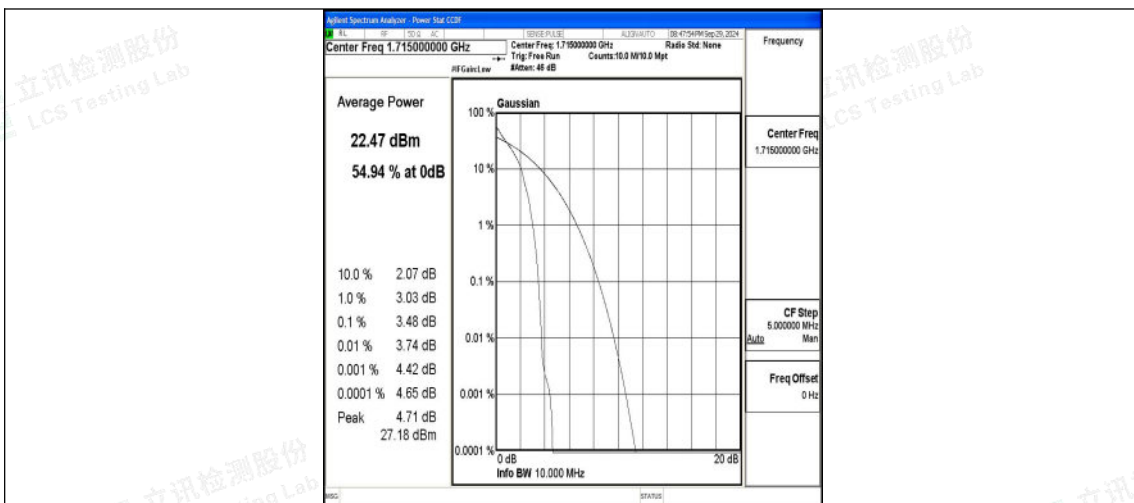 Agilent Spectrum Analyzer - Power Stat CCDF
RL RF 50 Ω AC SENSE:PULSE ALIGNAUTO 08:47:54PM Sep 29, 2024
Center Freq 1.715000000 GHz
Center Freq: 1.715000000 GHz Radio Std: None
Trig: Free Run Counts:10.0 M/10.0 Mpt
#IFGain:Low #Atten: 46 dB
Frequency
Average Power
22.47 dBm
54.94 % at 0dB
10.0 % 2.07 dB
1.0 % 3.03 dB
0.1 % 3.48 dB
0.01 % 3.74 dB
0.001 % 4.42 dB
0.0001 % 4.65 dB
Peak 4.71 dB
27.18 dBm
Gaussian
100 %
10 %
1 %
0.1 %
0.01 %
0.001 %
0.0001 %
0 dB 20 dB
Info BW 10.000 MHz
Center Freq
1.715000000 GHz
CF Step
5.000000 MHz
Auto Man
Freq Offset
0 Hz
MSG STATUS
立讯检测股份
LCS Testing Lab
立讯检测股份
LCS Testing Lab
立讯检测股份